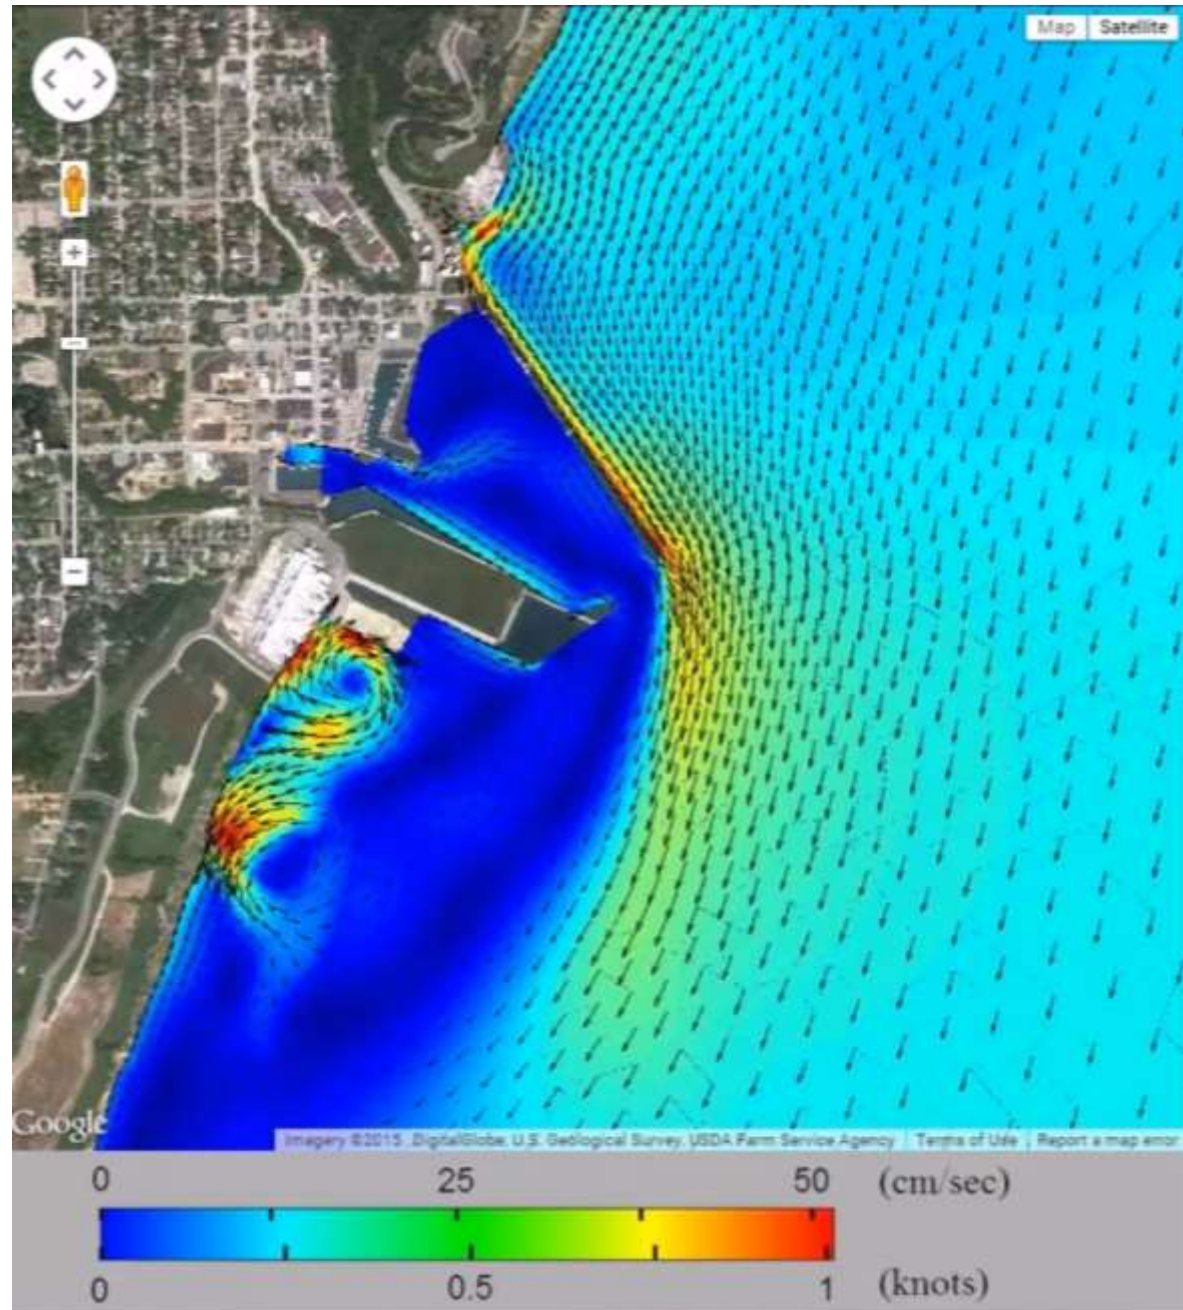 Map Satellite
Google
Imagery ©2015, DigitalGlobe, U.S. Geological Survey, USDA Farm Service Agency Terms of Use Report a map error
0 25 50 (cm/sec)
0 0.5 1 (knots)